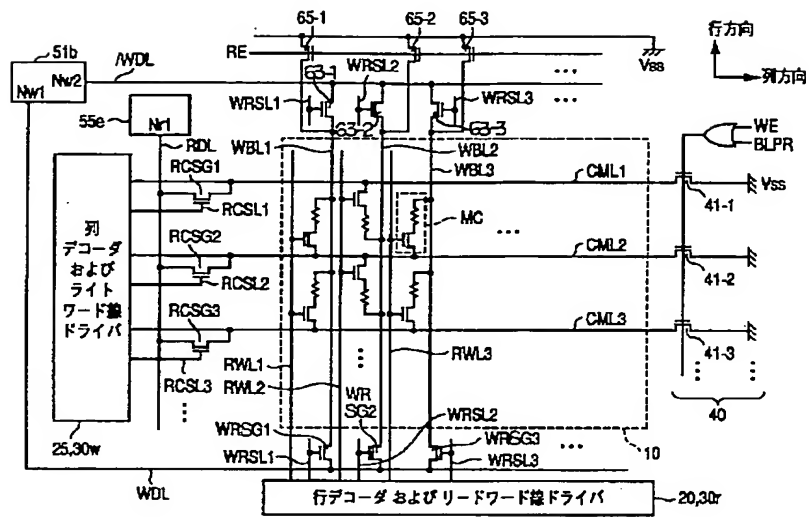 65-1
65-2
65-3
行方向
51b
/WDL
RE
Vss
列方向
Nw2
Nw1
63-1
WRSL2
WRSL1
WRSL3
55e
Nr1
63-2
63-3
WE
BLPR
RDL
WBL1
WBL2
WBL3
RCSG1
CML1
Vss
RCSL1
MC
41-1
列
デコーダ
および
ライト
ワード線
ドライバ
RCSG2
CML2
RCSL2
41-2
RCSG3
CML3
RWL1
RWL3
41-3
RCSL3
RWL2
WR
SG2
WRSL2
40
WRSG1
WRSG3
25,30w
WRSL1
WRSL3
10
WDL
行デコーダ および リードワード線ドライバ
20,30r